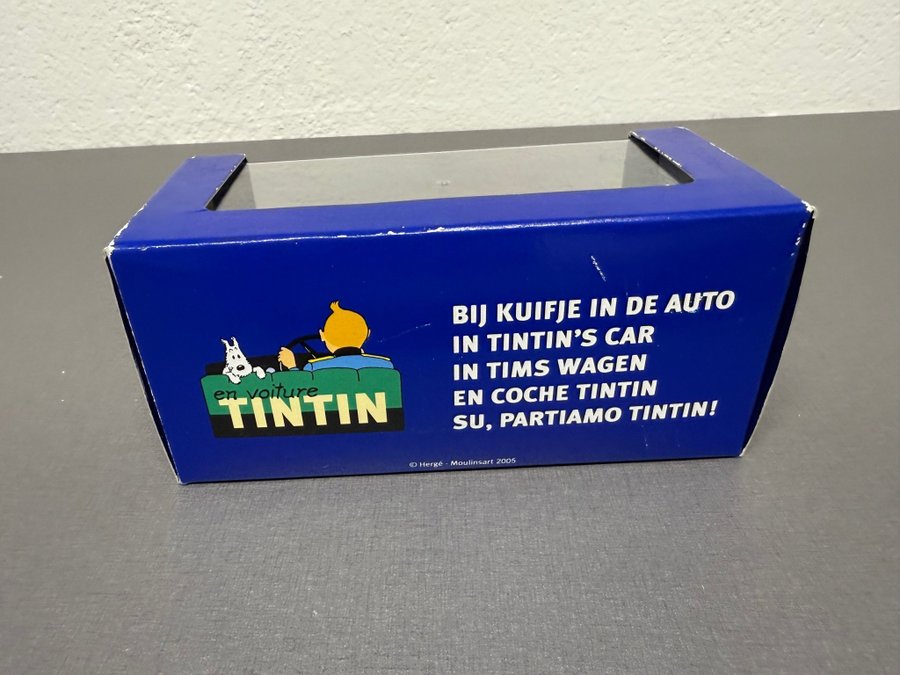 en voiture
TINTIN
BIJ KUIFJE IN DE AUTO
IN TINTIN'S CAR
IN TIMS WAGEN
EN COCHE TINTIN
SU, PARTIAMO TINTIN!
© Hergé - Moulinsart 2005